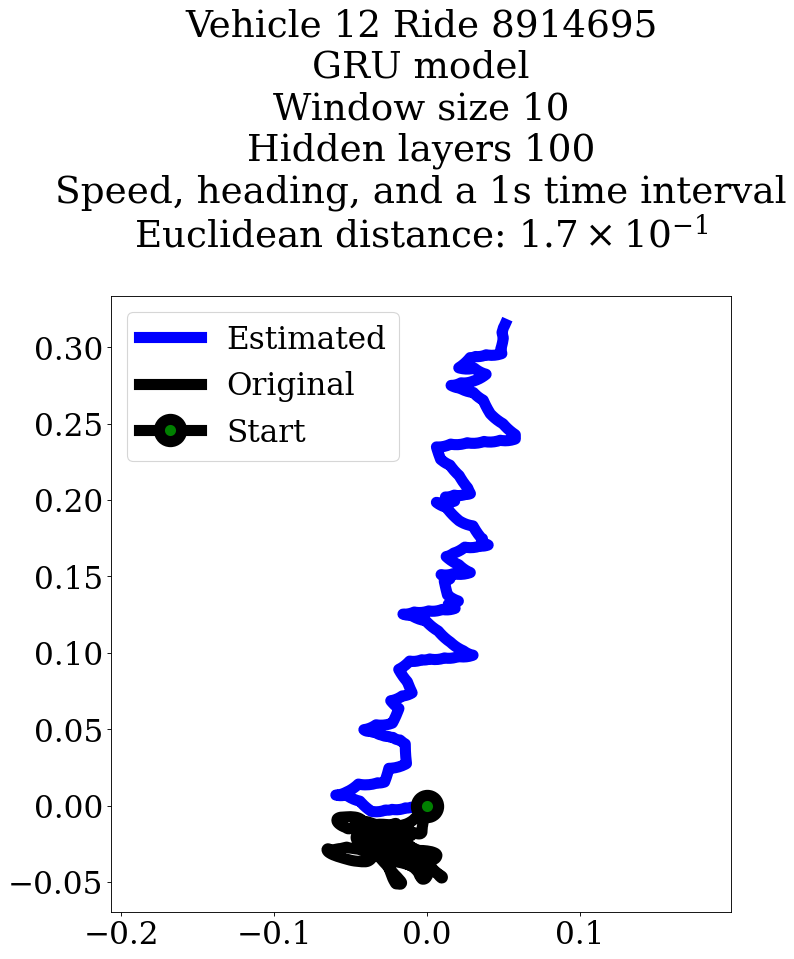 Vehicle 12 Ride 8914695
GRU model
Window size 10
Hidden layers 100
Speed, heading, and a 1s time interval
Euclidean distance: 1.7 × 10⁻¹
Estimated
Original
Start
0.30
0.25
0.20
0.15
0.10
0.05
0.00
−0.05
−0.2 −0.1 0.0 0.1